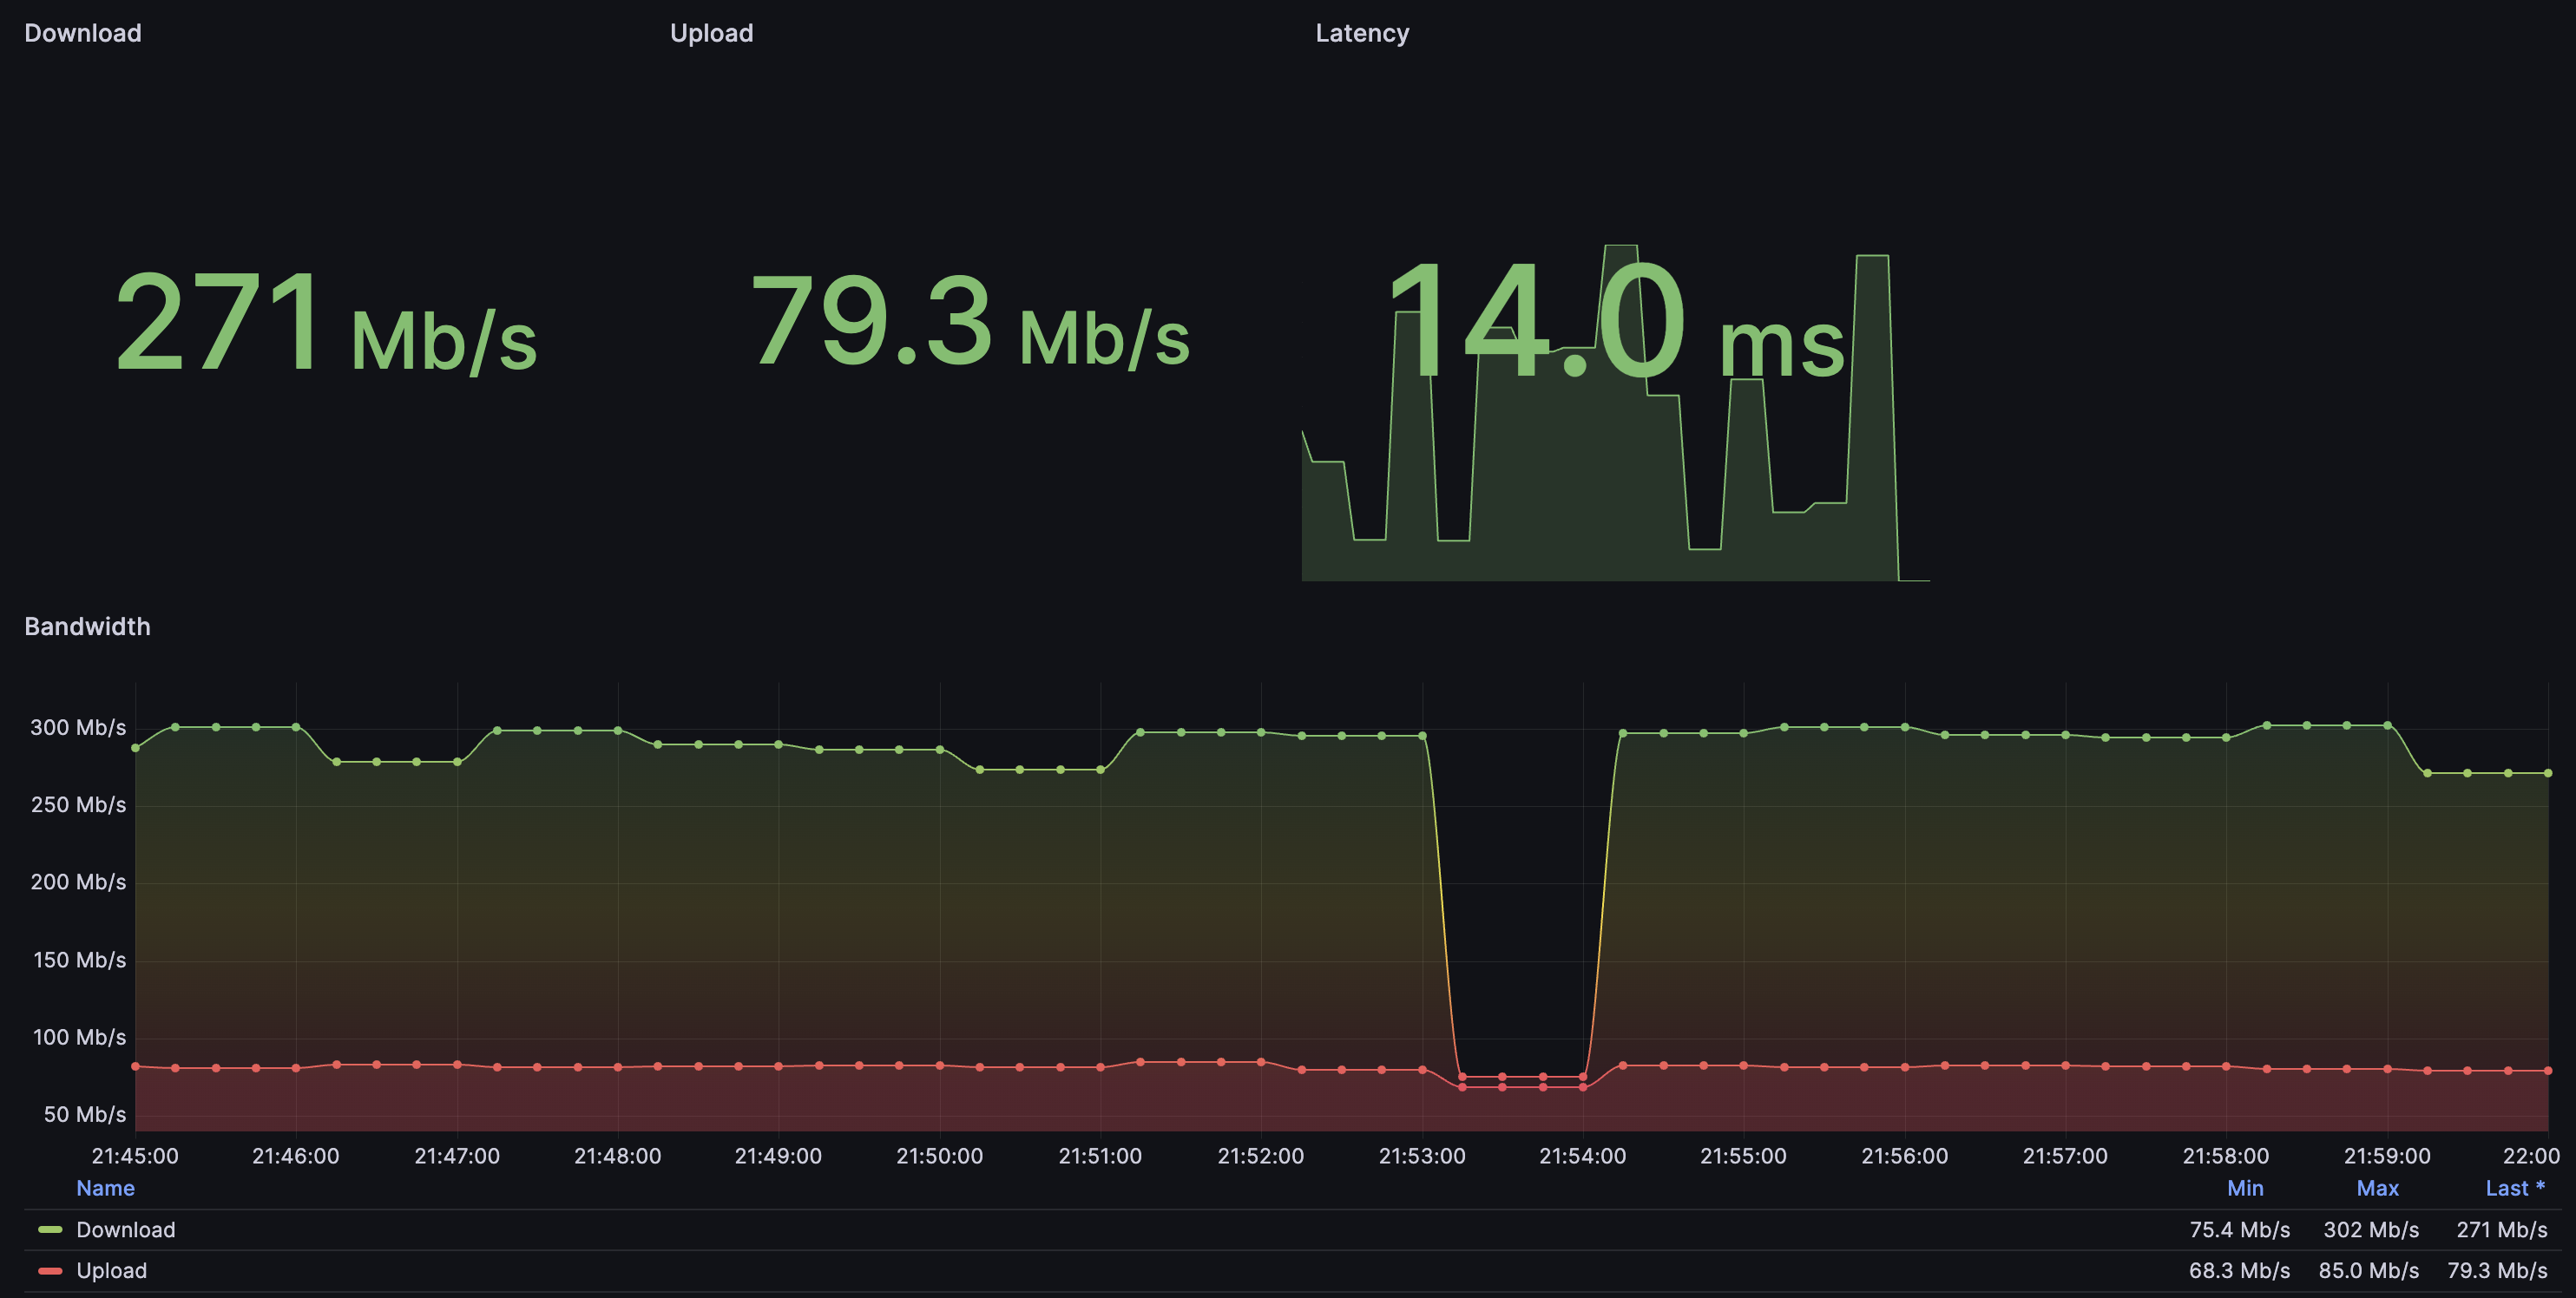 Download Upload Latency
271 Mb/s 79.3 Mb/s 14.0 ms
Bandwidth
300 Mb/s
250 Mb/s
200 Mb/s
150 Mb/s
100 Mb/s
50 Mb/s
21:45:00 21:46:00 21:47:00 21:48:00 21:49:00 21:50:00 21:51:00 21:52:00 21:53:00 21:54:00 21:55:00 21:56:00 21:57:00 21:58:00 21:59:00 22:00
Name Min Max Last *
Download 75.4 Mb/s 302 Mb/s 271 Mb/s
Upload 68.3 Mb/s 85.0 Mb/s 79.3 Mb/s